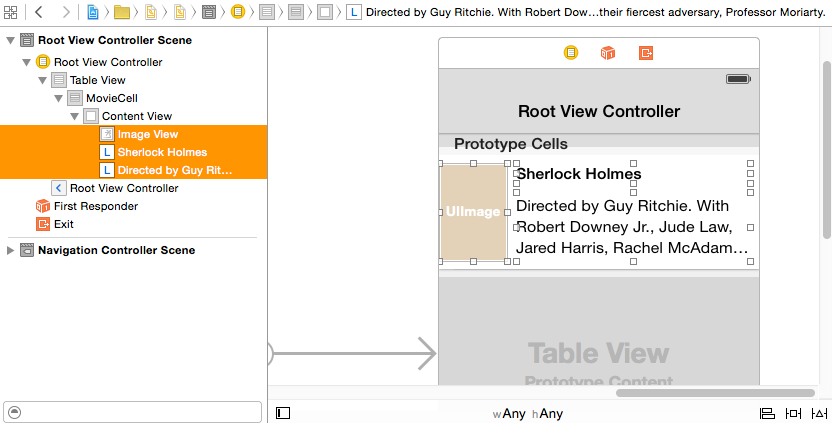 L Directed by Guy Ritchie. With Robert Dow…their fiercest adversary, Professor Moriarty.
Root View Controller Scene
Root View Controller
Table View
MovieCell
Content View
Image View
L Sherlock Holmes
L Directed by Guy Rit…
Root View Controller
First Responder
Exit
Navigation Controller Scene
Root View Controller
Prototype Cells
UIImage
Sherlock Holmes
Directed by Guy Ritchie. With
Robert Downey Jr., Jude Law,
Jared Harris, Rachel McAdam…
Table View
Prototype Content
wAny hAny